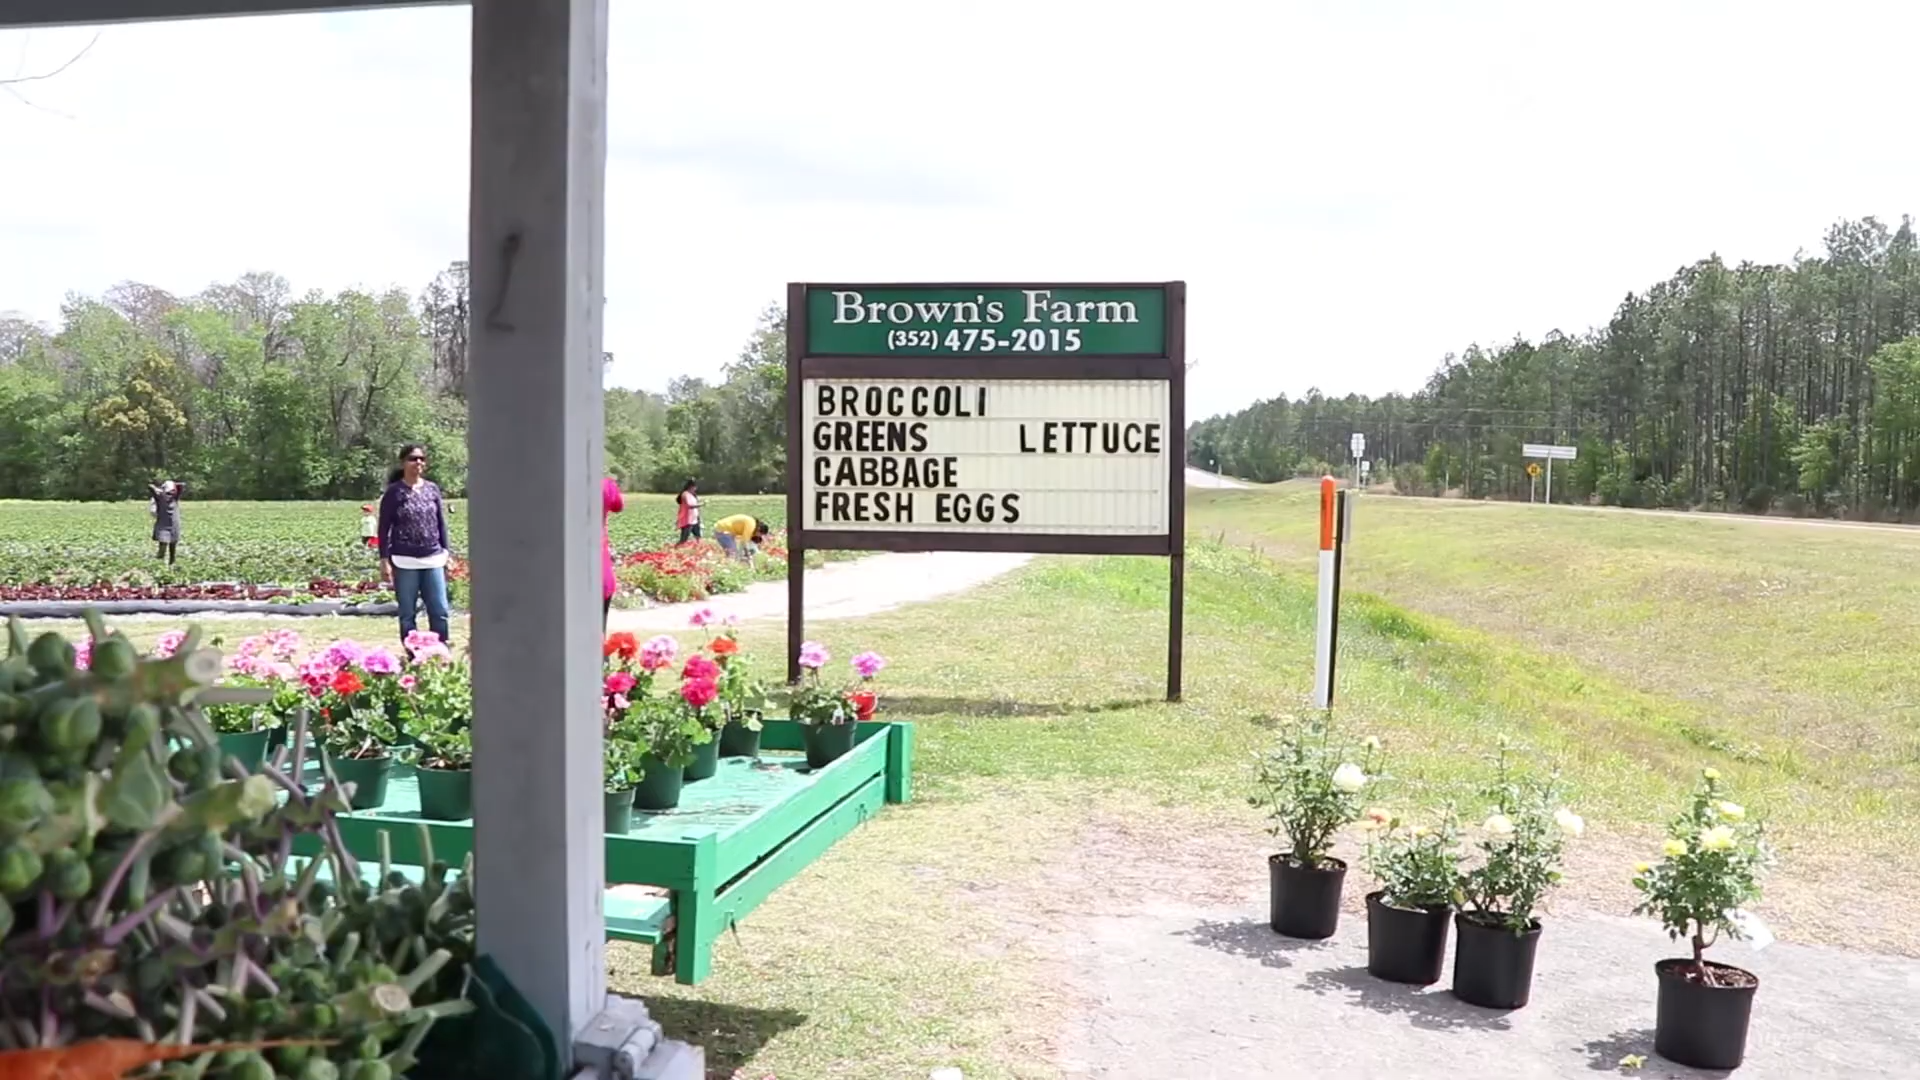 Brown's Farm
(352) 475-2015
BROCCOLI
GREENS LETTUCE
CABBAGE
FRESH EGGS